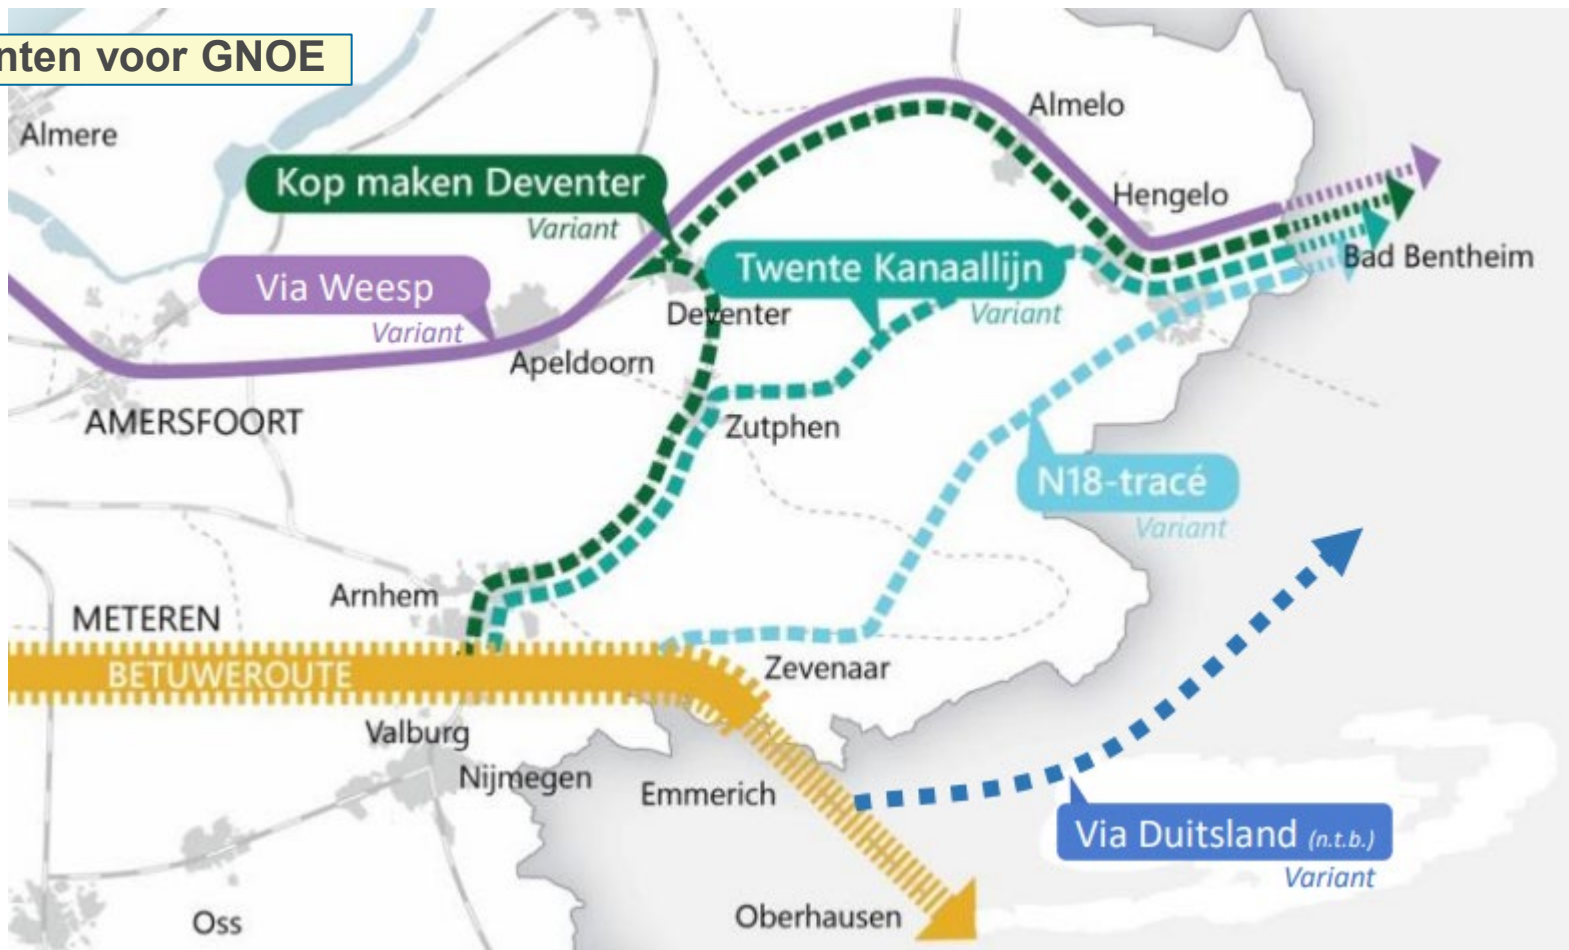 nten voor GNOE
Almere
Almelo
Kop maken Deventer
Variant
Hengelo
Via Weesp
Variant
Twente Kanaallijn
Variant
Bad Bentheim
Deventer
Apeldoorn
AMERSFOORT
Zutphen
N18-tracé
Variant
Arnhem
METEREN
BETUWEROUTE
Zevenaar
Valburg
Nijmegen
Emmerich
Via Duitsland (n.t.b.)
Variant
Oberhausen
Oss